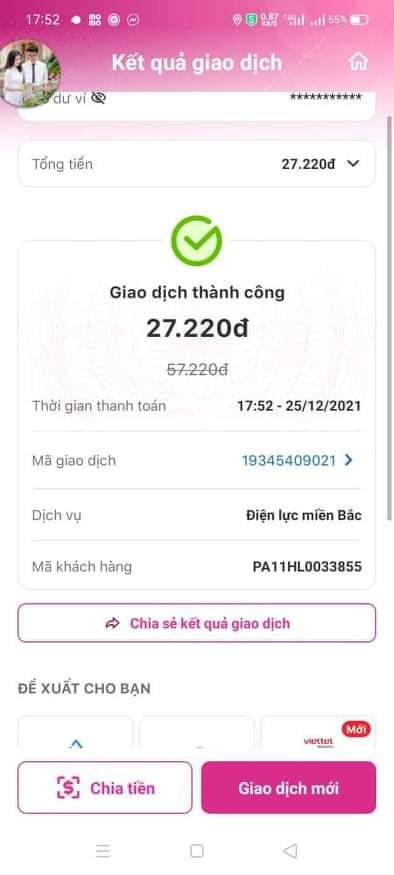 17:52
0.87
KB/S
55%
Kết quả giao dịch
dư ví
***********
Tổng tiền 27.220đ
Giao dịch thành công
27.220đ
57.220đ
Thời gian thanh toán 17:52 - 25/12/2021
Mã giao dịch 19345409021
Dịch vụ Điện lực miền Bắc
Mã khách hàng PA11HL0033855
Chia sẻ kết quả giao dịch
ĐỀ XUẤT CHO BẠN
Mới
viettel
Chia tiền
Giao dịch mới